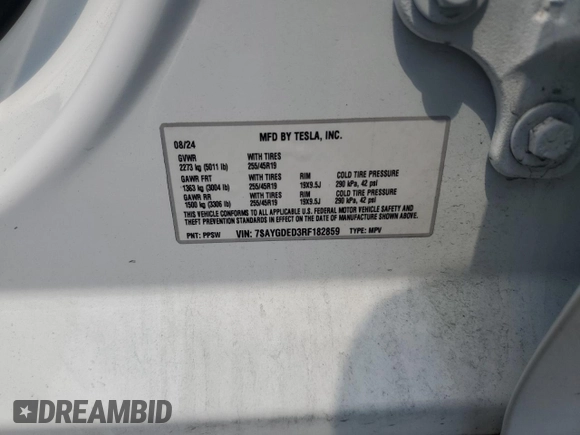 08/24 MFD BY TESLA, INC.
GVWR WITH TIRES
2273 kg (5011 lb) 255/45R19
GAWR FRT WITH TIRES RIM COLD TIRE PRESSURE
1363 kg (3004 lb) 255/45R19 19X9.5J 290 kPa, 42 psi
GAWR RR WITH TIRES RIM COLD TIRE PRESSURE
1500 kg (3306 lb) 255/45R19 19X9.5J 290 kPa, 42 psi
THIS VEHICLE CONFORMS TO ALL APPLICABLE U.S. FEDERAL MOTOR VEHICLE SAFETY AND
THEFT PREVENTION STANDARDS IN EFFECT ON THE DATE OF MANUFACTURE SHOWN ABOVE.
PNT: PPSW VIN: 7SAYGDED3RF182859 TYPE: MPV
DREAMBID